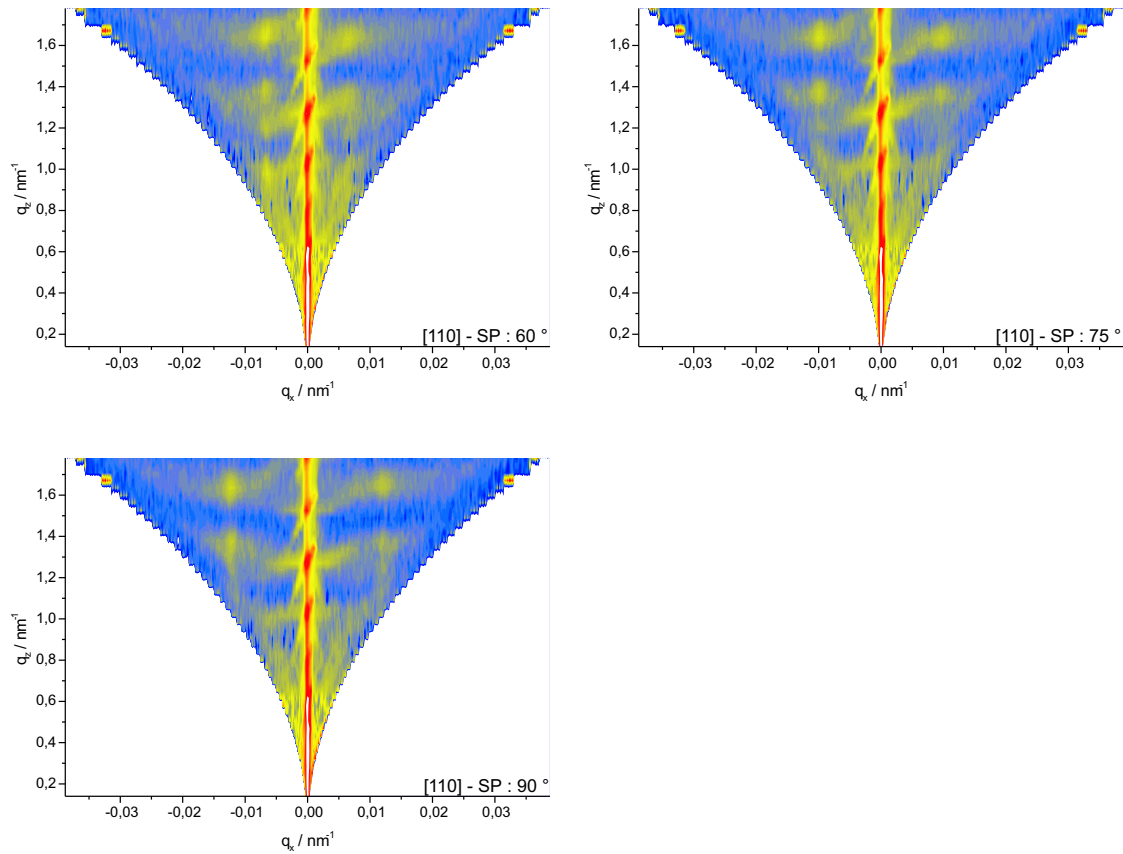 1,6
1,4
1,2
1,0
0,8
0,6
0,4
0,2
q_z / nm^-1
-0,03 -0,02 -0,01 0,00 0,01 0,02 0,03
q_x / nm^-1
[110] - SP : 60 °
1,6
1,4
1,2
1,0
0,8
0,6
0,4
0,2
q_z / nm^-1
-0,03 -0,02 -0,01 0,00 0,01 0,02 0,03
q_x / nm^-1
[110] - SP : 75 °
1,6
1,4
1,2
1,0
0,8
0,6
0,4
0,2
q_z / nm^-1
-0,03 -0,02 -0,01 0,00 0,01 0,02 0,03
q_x / nm^-1
[110] - SP : 90 °